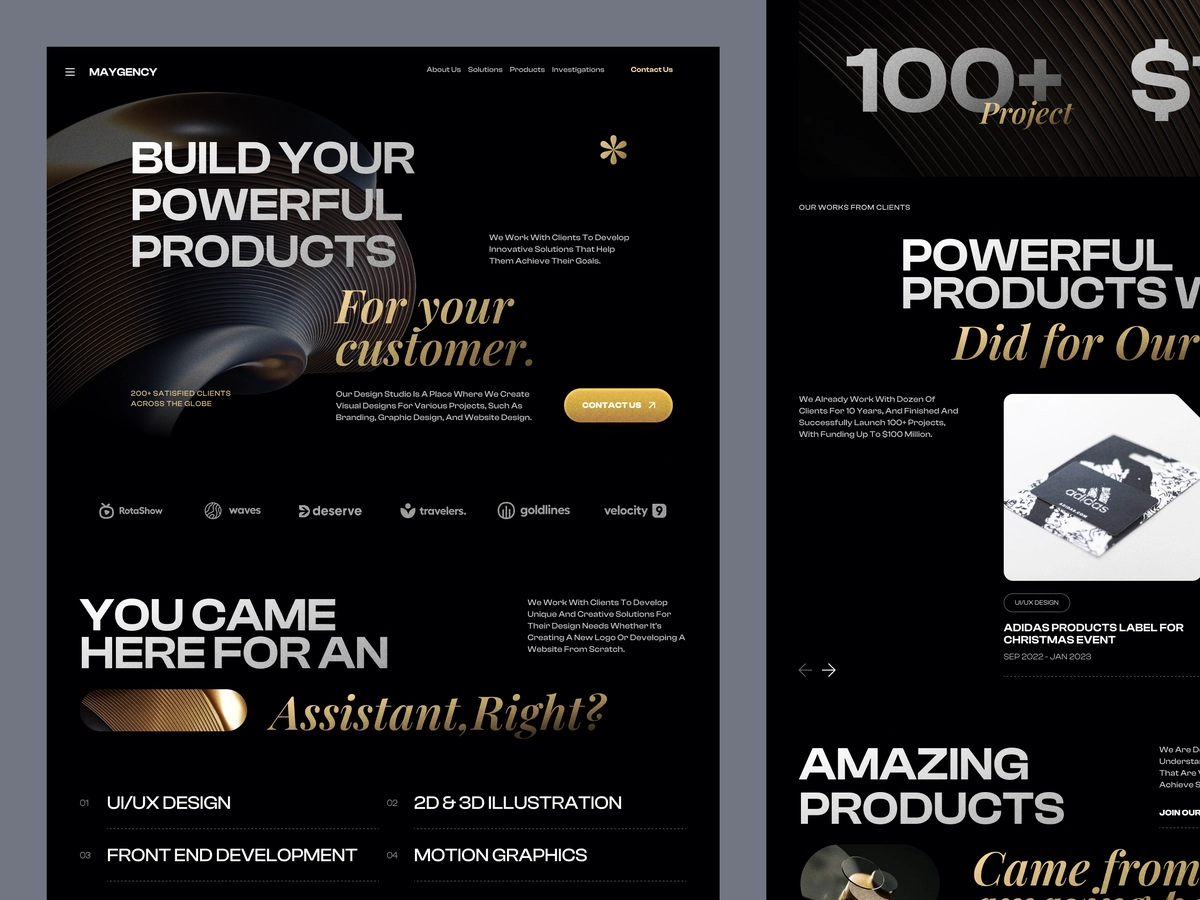 MAYGENCY
About Us Solutions Products Investigations Contact Us
BUILD YOUR
POWERFUL
PRODUCTS
We Work With Clients To Develop
Innovative Solutions That Help
Them Achieve Their Goals.
For your
customer.
200+ SATISFIED CLIENTS
ACROSS THE GLOBE
Our Design Studio Is A Place Where We Create
Visual Designs For Various Projects, Such As
Branding, Graphic Design, And Website Design.
CONTACT US
RotaShow
waves
deserve
travelers.
goldlines
velocity 9
YOU CAME
HERE FOR AN
We Work With Clients To Develop
Unique And Creative Solutions For
Their Design Needs Whether It's
Creating A New Logo Or Developing A
Website From Scratch.
Assistant,Right?
01 UI/UX DESIGN
02 2D & 3D ILLUSTRATION
03 FRONT END DEVELOPMENT
04 MOTION GRAPHICS
100+
Project
$
OUR WORKS FROM CLIENTS
POWERFUL
PRODUCTS
Did for Our
We Already Work With Dozen Of
Clients For 10 Years, And Finished And
Successfully Launch 100+ Projects,
With Funding Up To $100 Million.
adidas
UI/UX DESIGN
ADIDAS PRODUCTS LABEL FOR
CHRISTMAS EVENT
SEP 2022 - JAN 2023
AMAZING
PRODUCTS
We Are
That Are
Achieve
JOIN OUR
Came from